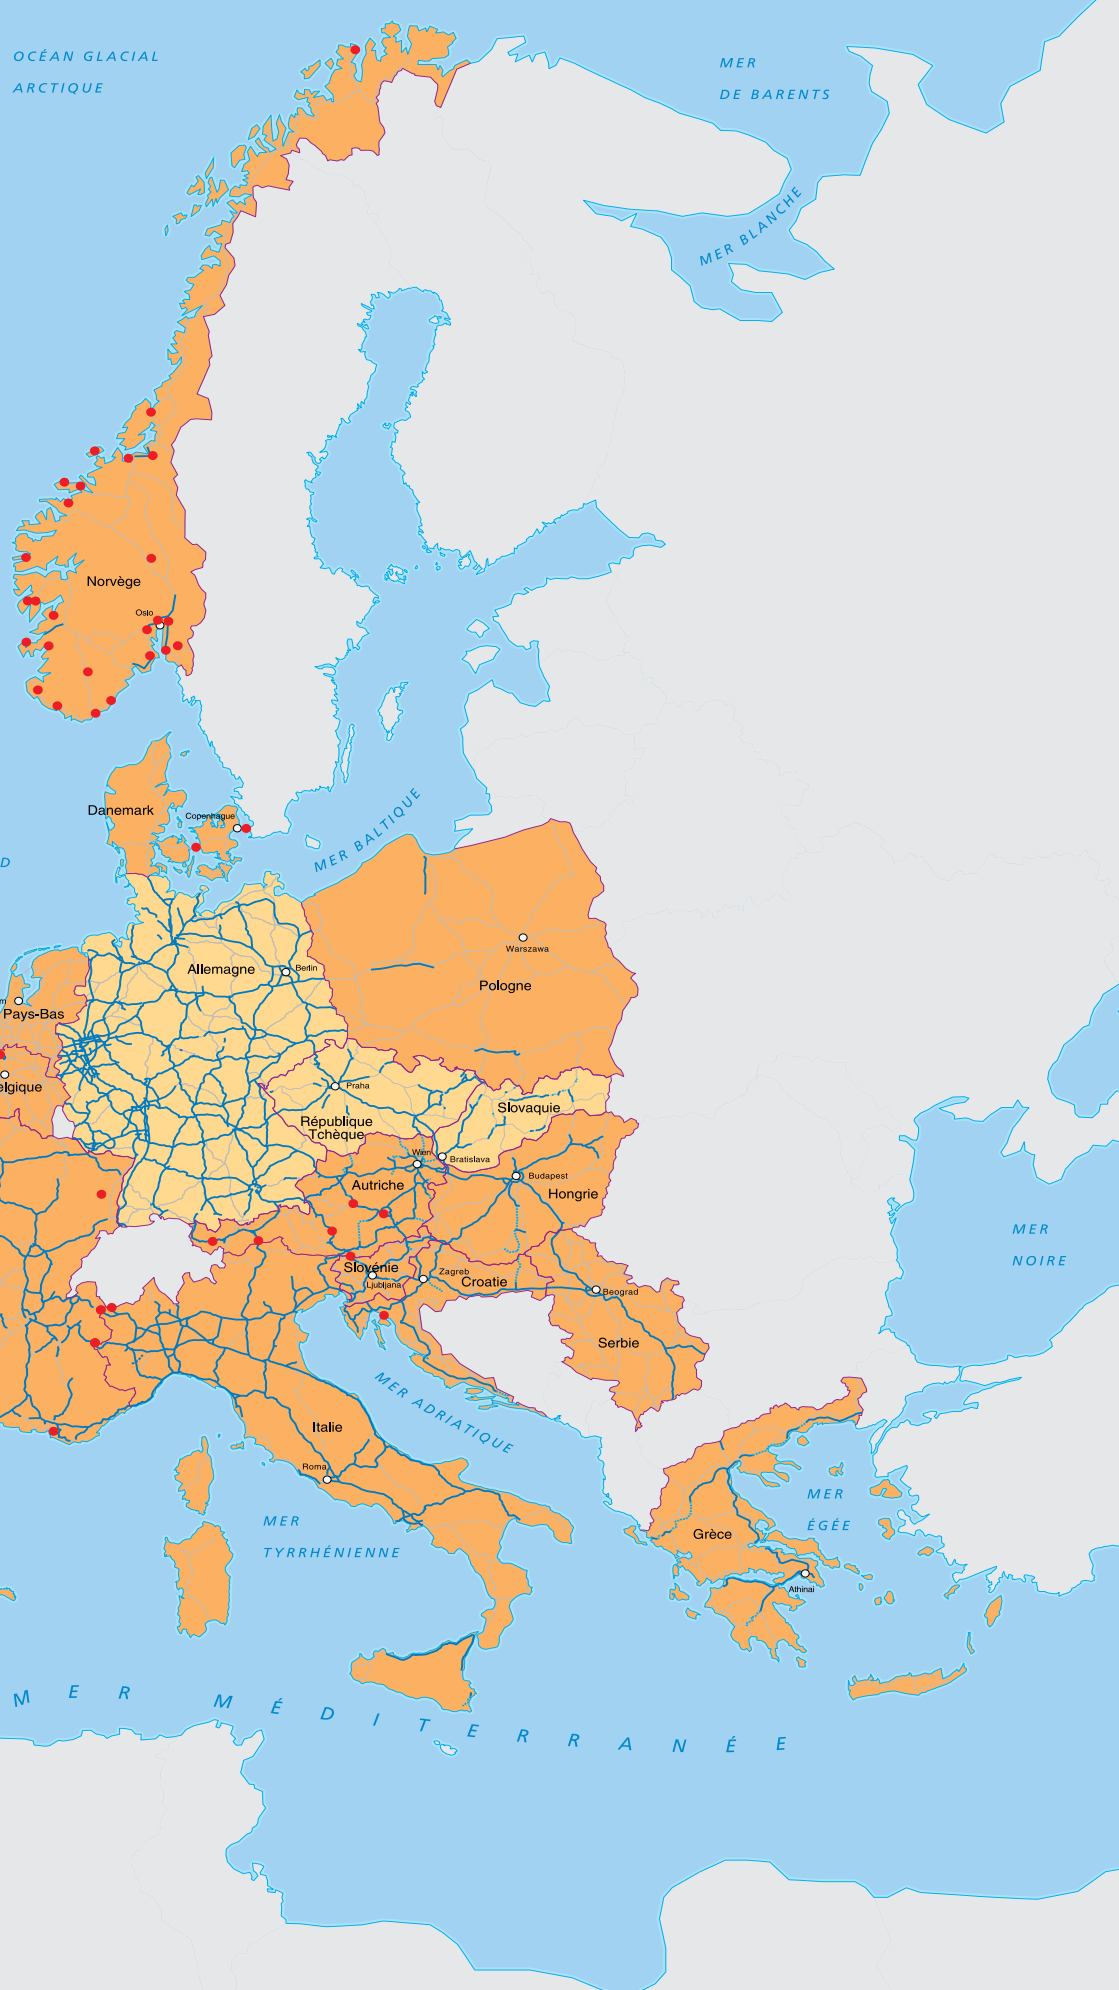 OCÉAN GLACIAL
ARCTIQUE
MER
DE BARENTS
MER BLANCHE
Norvège
Oslo
Danemark
Copenhague
MER BALTIQUE
D
Warszawa
Allemagne
Berlin
Pologne
m
Pays-Bas
elgique
Praha
Slovaquie
République
Tchèque
Wien
Bratislava
Autriche
Budapest
Hongrie
MER
NOIRE
Slovénie
Ljubljana
Zagreb
Croatie
Beograd
Serbie
MER ADRIATIQUE
Italie
Roma
MER
ÉGÉE
MER
TYRRHÉNIENNE
Grèce
Athinai
MER MÉDITERRANÉE